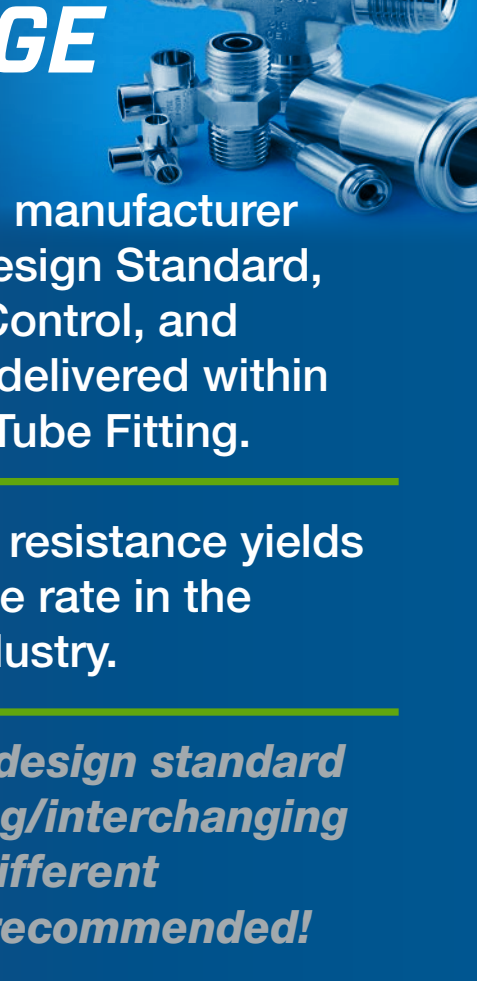 GE
manufacturer
esign Standard,
Control, and
delivered within
Tube Fitting.
resistance yields
e rate in the
ustry.
design standard
g/interchanging
ifferent
recommended!